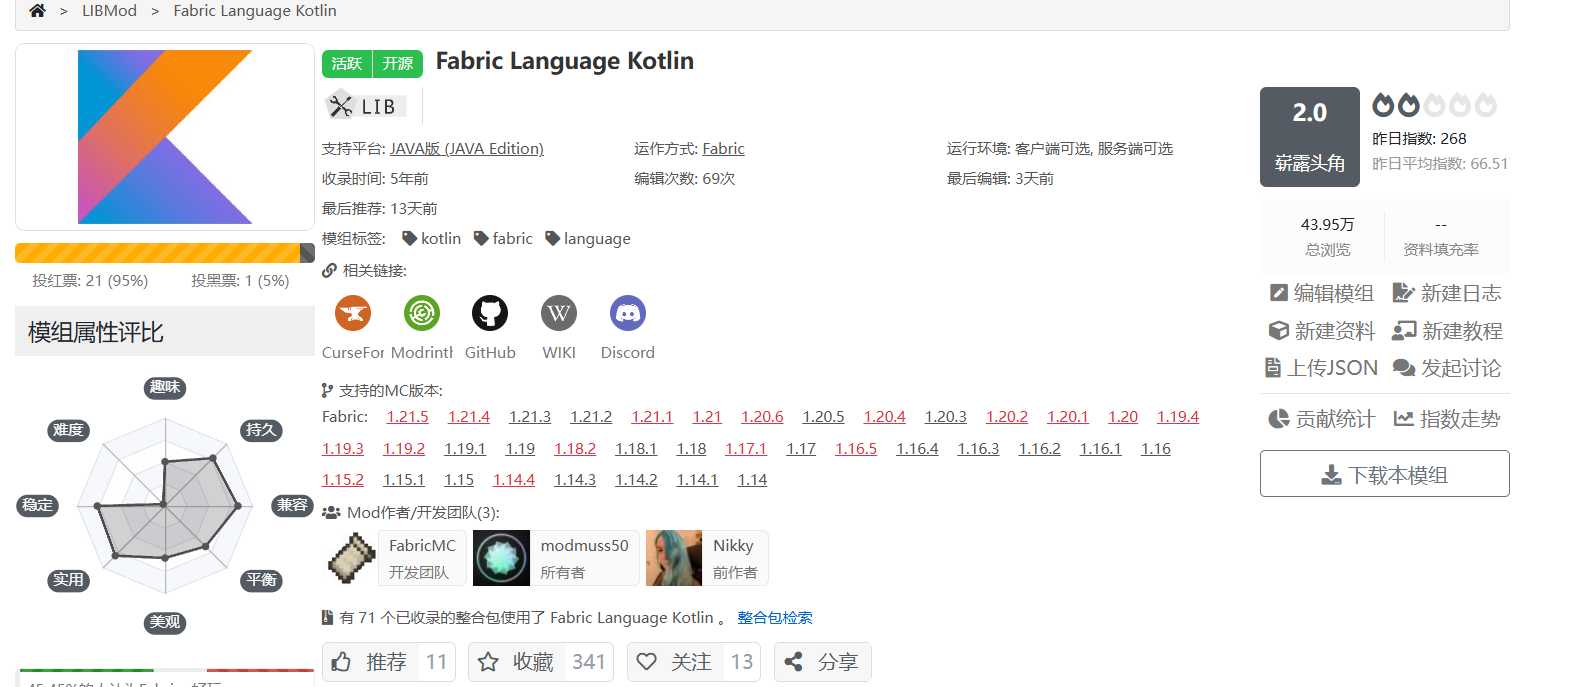 > LIBMod > Fabric Language Kotlin
活跃 开源 Fabric Language Kotlin
LIB
支持平台: JAVA版 (JAVA Edition) 运作方式: Fabric 运行环境: 客户端可选, 服务端可选
收录时间: 5年前 编辑次数: 69次 最后编辑: 3天前
最后推荐: 13天前
模组标签: kotlin fabric language
相关链接:
CurseFor Modrinth GitHub WIKI Discord
支持的MC版本:
Fabric: 1.21.5 1.21.4 1.21.3 1.21.2 1.21.1 1.21 1.20.6 1.20.5 1.20.4 1.20.3 1.20.2 1.20.1 1.20 1.19.4
1.19.3 1.19.2 1.19.1 1.19 1.18.2 1.18.1 1.18 1.17.1 1.17 1.16.5 1.16.4 1.16.3 1.16.2 1.16.1 1.16
1.15.2 1.15.1 1.15 1.14.4 1.14.3 1.14.2 1.14.1 1.14
Mod作者/开发团队(3):
FabricMC
开发团队
modmuss50
所有者
Nikky
前作者
有 71 个已收录的整合包使用了 Fabric Language Kotlin 。 整合包检索
推荐 11 收藏 341 关注 13 分享
投红票: 21 (95%) 投黑票: 1 (5%)
模组属性评比
趣味
难度 持久
稳定 兼容
实用 平衡
美观
2.0
崭露头角
昨日指数: 268
昨日平均指数: 66.51
43.95万 --
总浏览 资料填充率
编辑模组 新建日志
新建资料 新建教程
上传JSON 发起讨论
贡献统计 指数走势
下载本模组